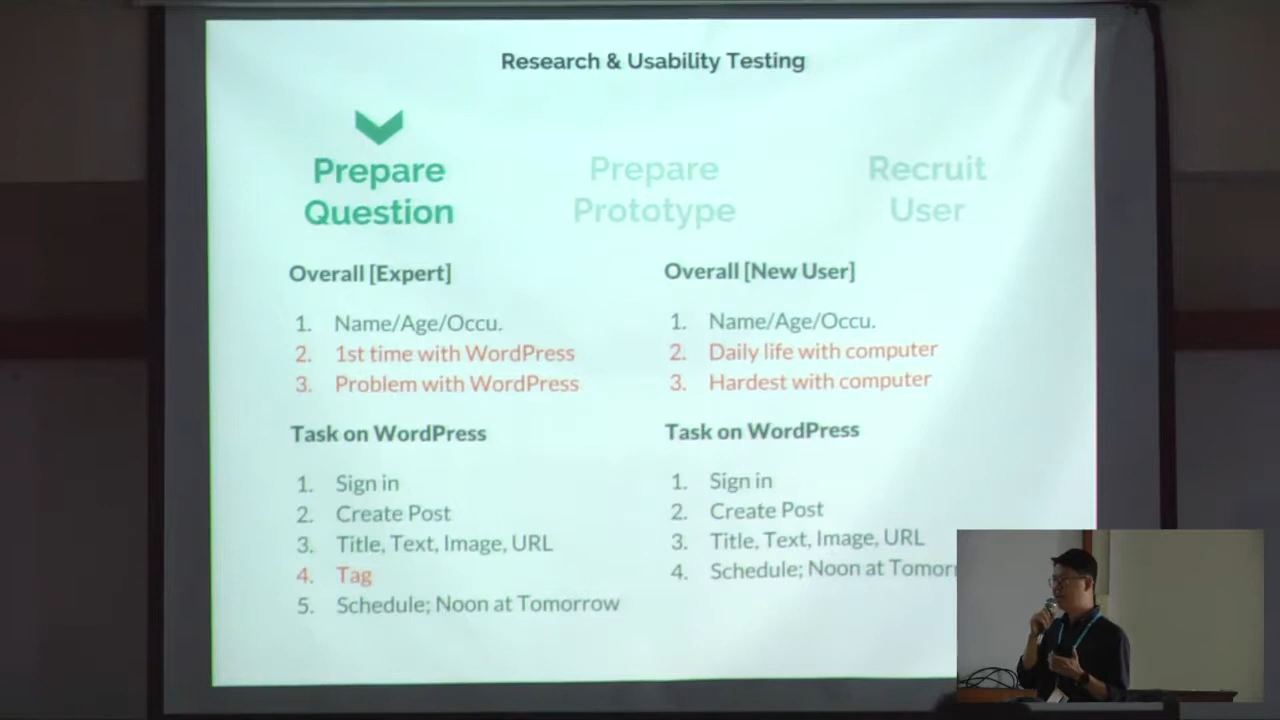 Research & Usability Testing
Prepare
Question
Prepare
Prototype
Recruit
User
Overall [Expert]
1. Name/Age/Occu.
2. 1st time with WordPress
3. Problem with WordPress
Task on WordPress
1. Sign in
2. Create Post
3. Title, Text, Image, URL
4. Tag
5. Schedule; Noon at Tomorrow
Overall [New User]
1. Name/Age/Occu.
2. Daily life with computer
3. Hardest with computer
Task on WordPress
1. Sign in
2. Create Post
3. Title, Text, Image, URL
4. Schedule; Noon at